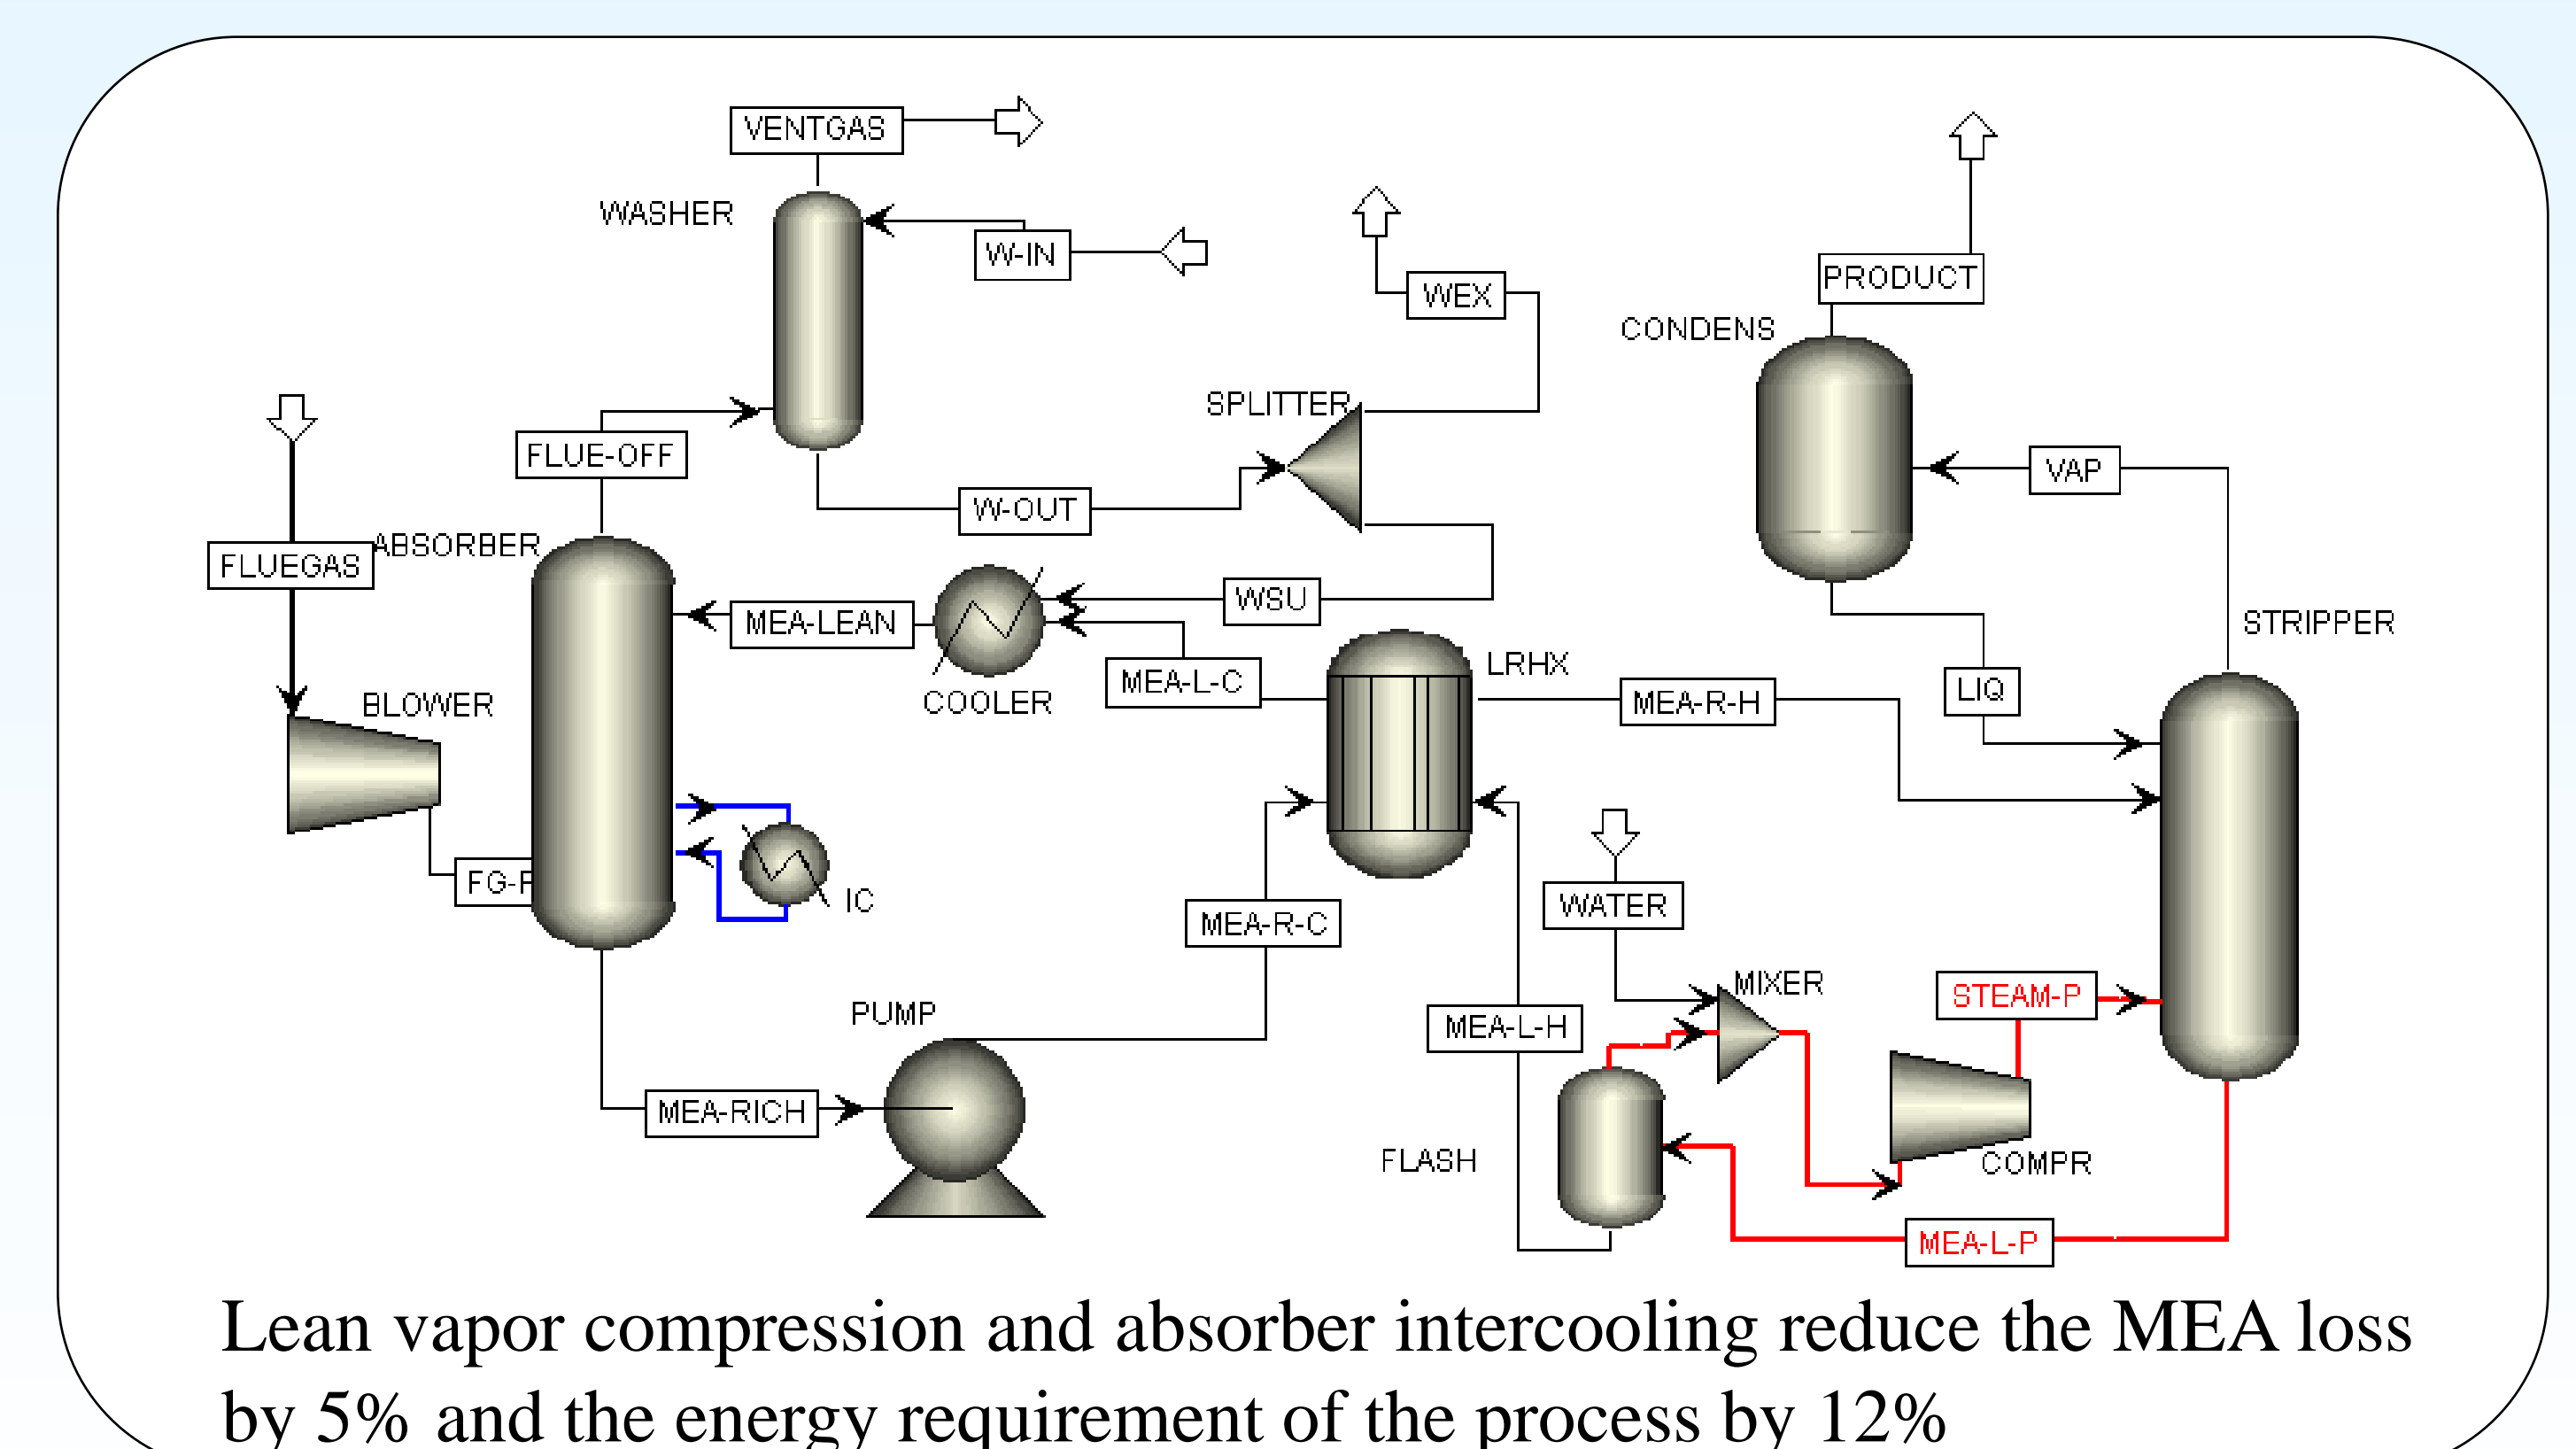 VENTGAS
WASHER
W-IN
WEX
PRODUCT
CONDENS
SPLITTER
FLUE-OFF
VAP
W-OUT
ABSORBER
FLUEGAS
WSU
MEA-LEAN
STRIPPER
LRHX
MEA-L-C
LIQ
COOLER
MEA-R-H
BLOWER
FG-
IC
WATER
MEA-R-C
MIXER
STEAM-P
PUMP
MEA-L-H
MEA-RICH
FLASH
COMPR
MEA-L-P
Lean vapor compression and absorber intercooling reduce the MEA loss
by 5% and the energy requirement of the process by 12%